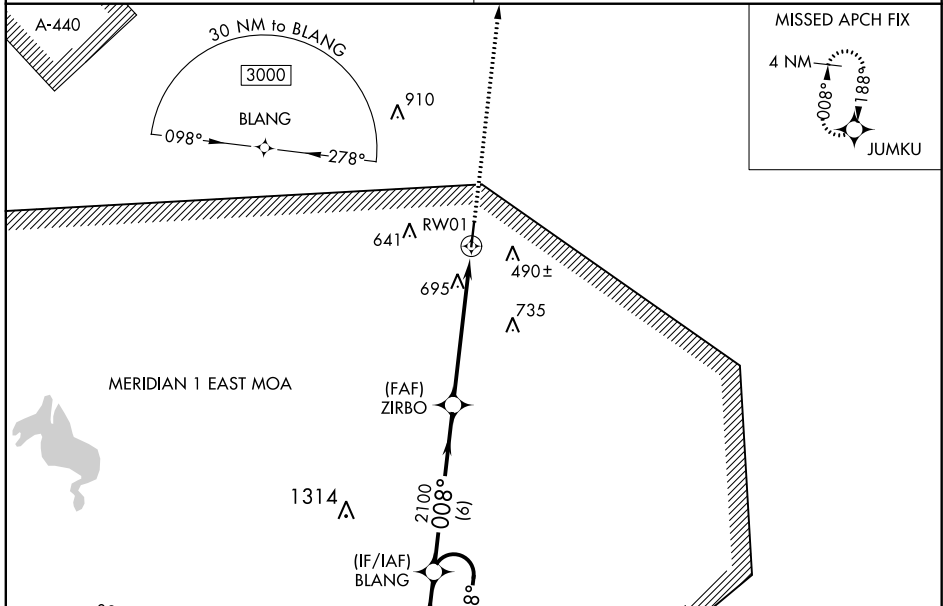 A-440
30 NM to BLANG
3000
BLANG
098°
278°
910
MISSED APCH FIX
4 NM
008°
188°
JUMKU
641
RW01
490±
695
735
MERIDIAN 1 EAST MOA
(FAF)
ZIRBO
1314
2100
008°
(6)
(IF/IAF)
BLANG